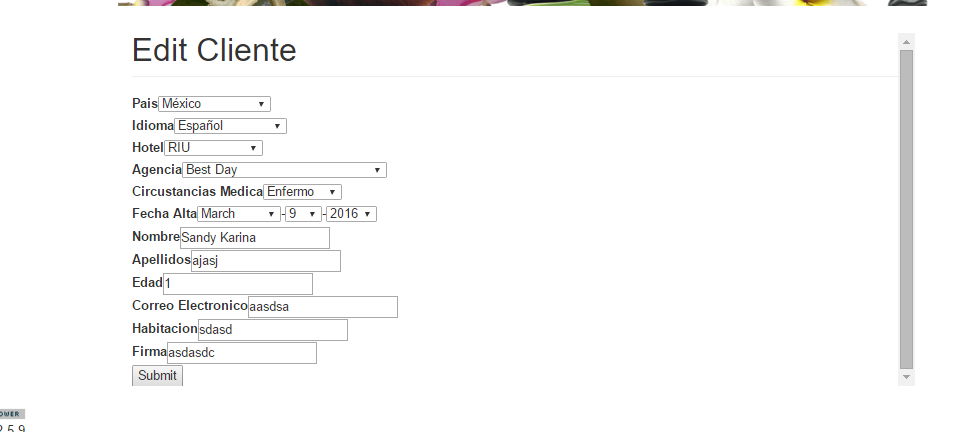 Edit Cliente
Pais México
Idioma Español
Hotel RIU
Agencia Best Day
Circustancias Medica Enfermo
Fecha Alta March - 9 - 2016
Nombre Sandy Karina
Apellidos ajasj
Edad 1
Correo Electronico aasdsa
Habitacion sdasd
Firma asdasdc
Submit
2.5.9